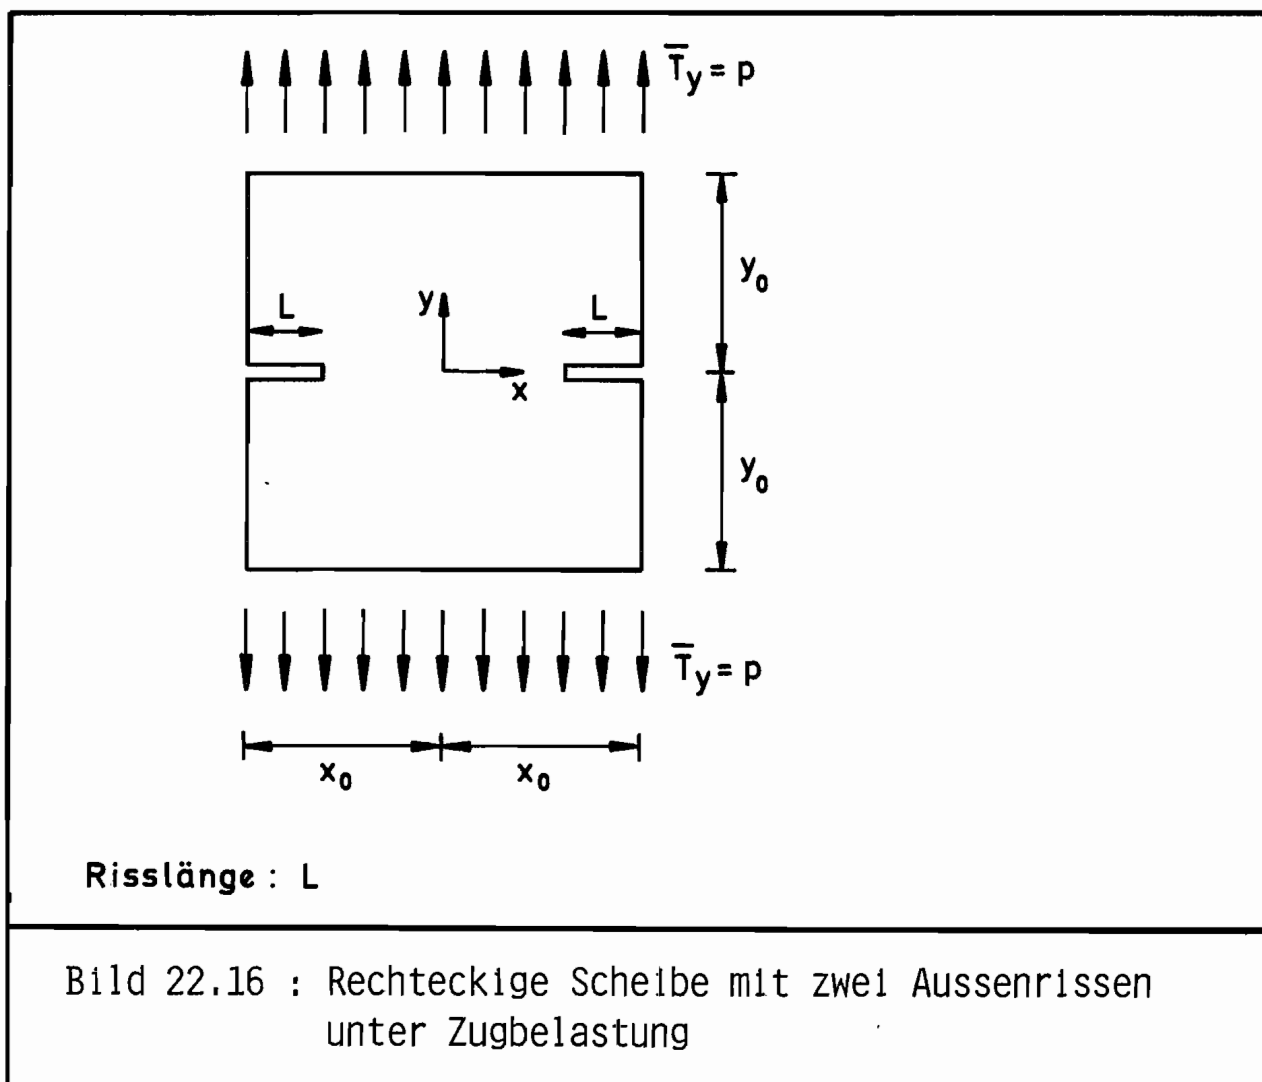 T̅y = p
L
y
L
x
y₀
y₀
T̅y = p
x₀
x₀
Risslänge : L
Bild 22.16 : Rechteckige Scheibe mit zwei Aussenrissen
unter Zugbelastung